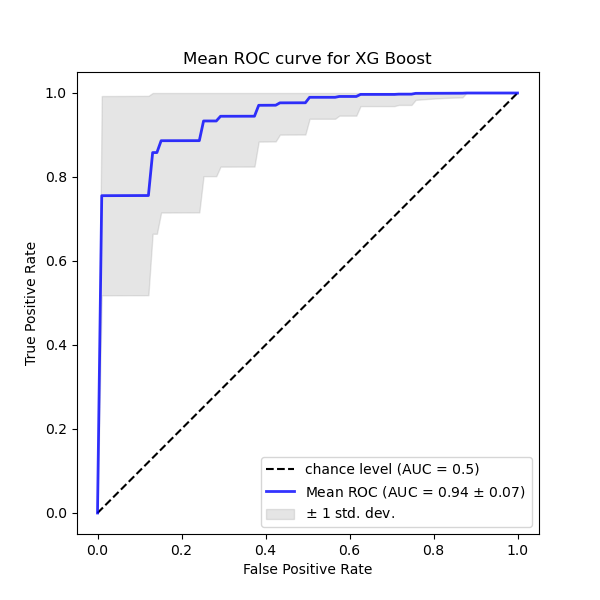 Mean ROC curve for XG Boost
1.0
0.8
0.6
0.4
0.2
0.0
True Positive Rate
chance level (AUC = 0.5)
Mean ROC (AUC = 0.94 ± 0.07)
± 1 std. dev.
0.0 0.2 0.4 0.6 0.8 1.0
False Positive Rate